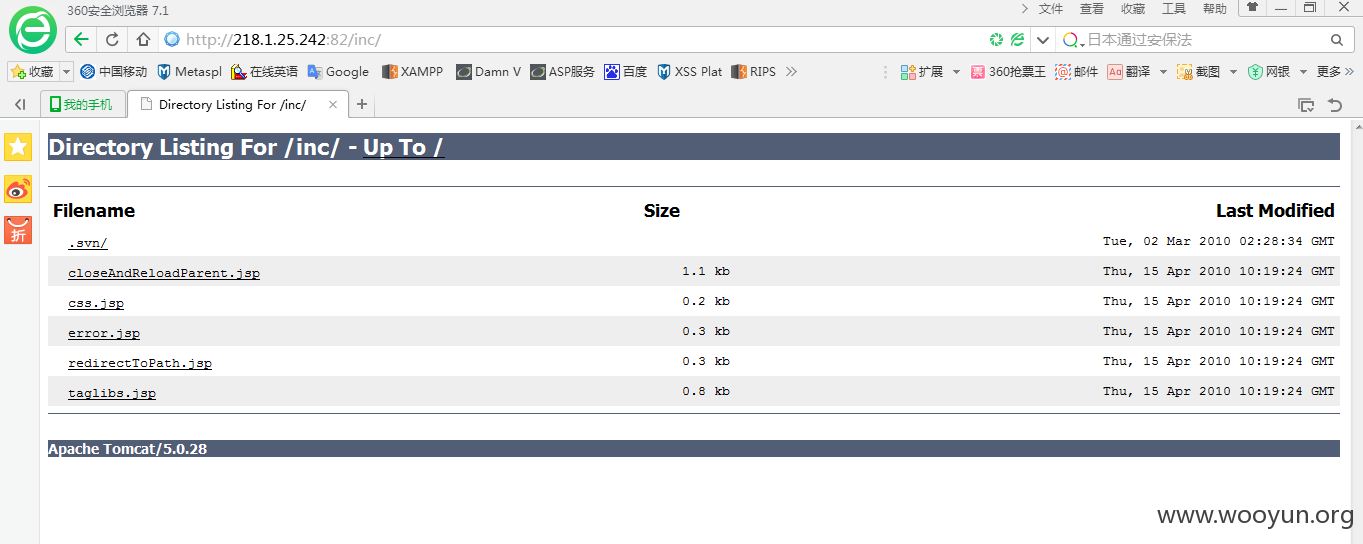 360安全浏览器 7.1
文件 查看 收藏 工具 帮助
http://218.1.25.242:82/inc/
日本通过安保法
收藏 中国移动 Metaspl 在线英语 Google XAMPP Damn V ASP服务 百度 XSS Plat RIPS 扩展 360抢票王 邮件 翻译 截图 网银 更多
我的手机 Directory Listing For /inc/
Directory Listing For /inc/ - Up To /
Filename Size Last Modified
.svn/ Tue, 02 Mar 2010 02:28:34 GMT
closeAndReloadParent.jsp 1.1 kb Thu, 15 Apr 2010 10:19:24 GMT
css.jsp 0.2 kb Thu, 15 Apr 2010 10:19:24 GMT
error.jsp 0.3 kb Thu, 15 Apr 2010 10:19:24 GMT
redirectToPath.jsp 0.3 kb Thu, 15 Apr 2010 10:19:24 GMT
taglibs.jsp 0.8 kb Thu, 15 Apr 2010 10:19:24 GMT
折
Apache Tomcat/5.0.28
www.wooyun.org